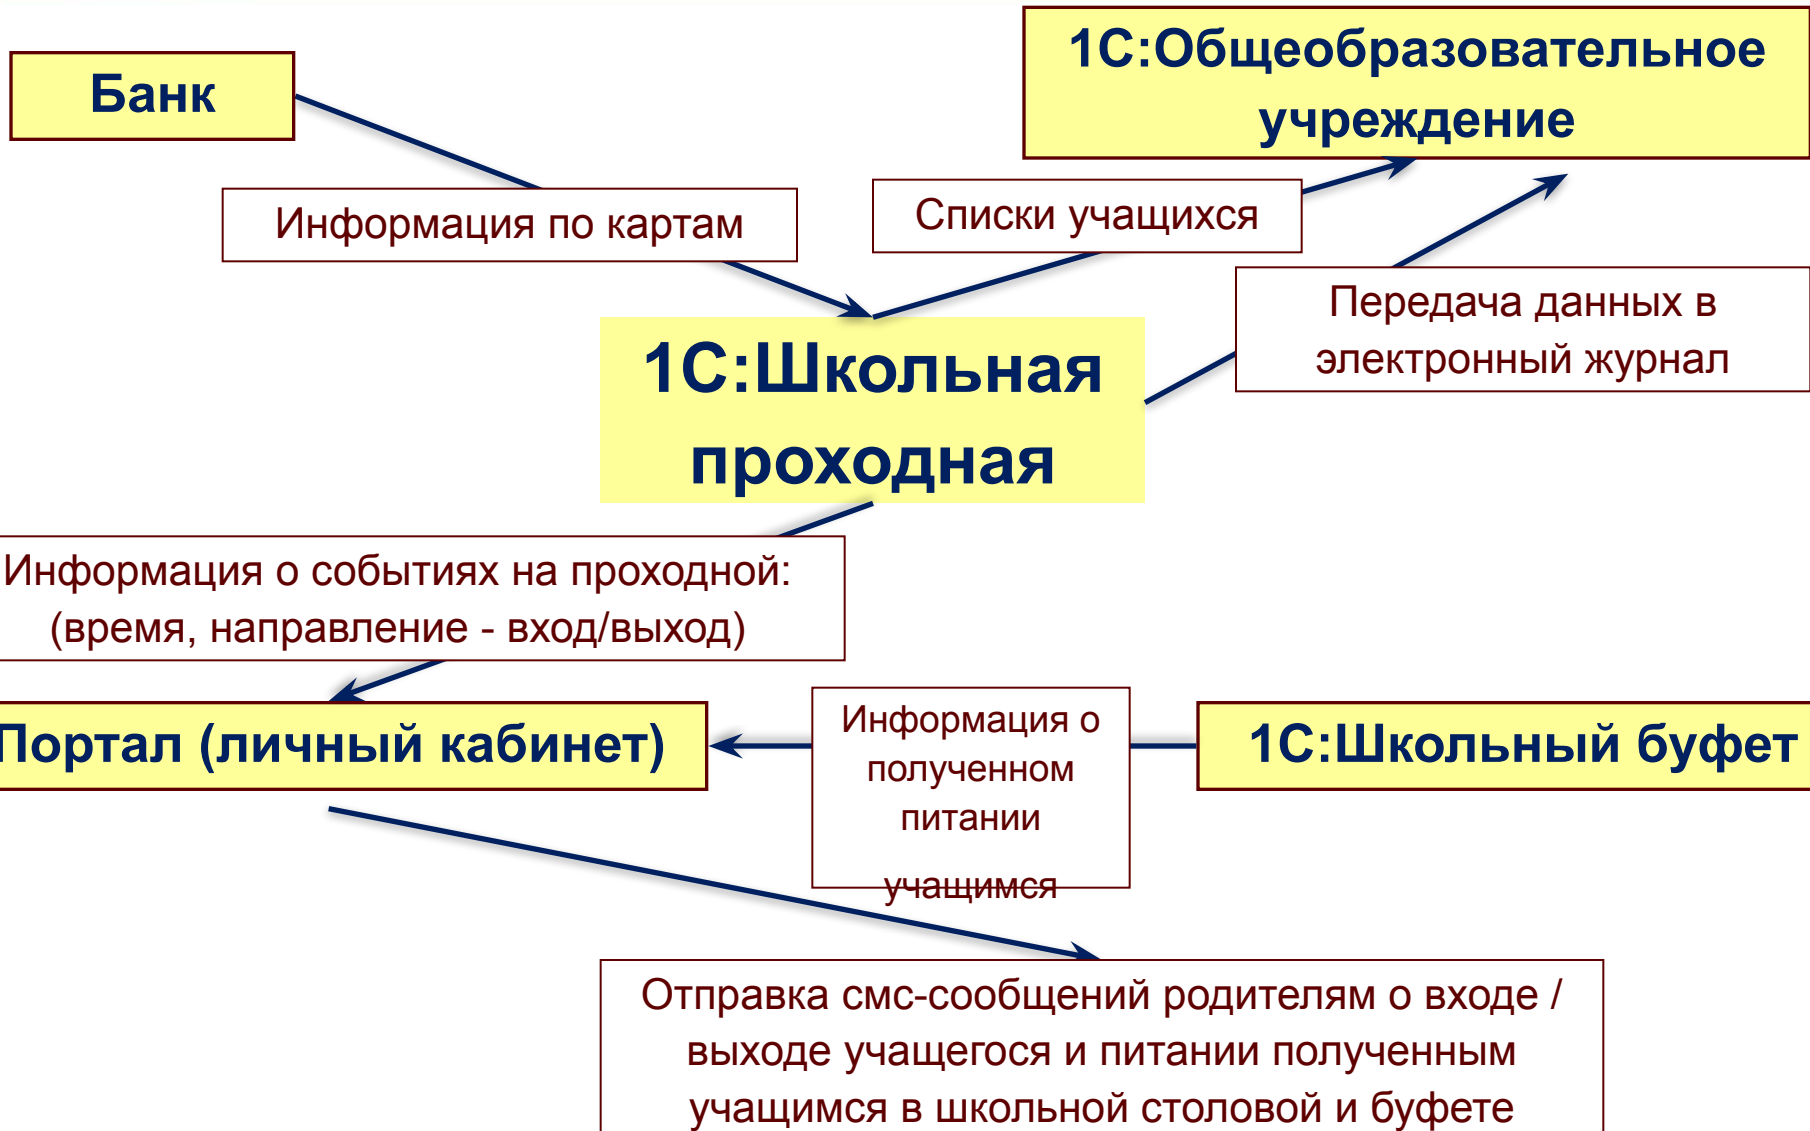 Банк
1С:Общеобразовательное
учреждение
Информация по картам
Списки учащихся
Передача данных в
электронный журнал
1С:Школьная
проходная
Информация о событиях на проходной:
(время, направление - вход/выход)
Портал (личный кабинет)
Информация о
полученном
питании
учащимся
1С:Школьный буфет
Отправка смс-сообщений родителям о входе /
выходе учащегося и питании полученным
учащимся в школьной столовой и буфете